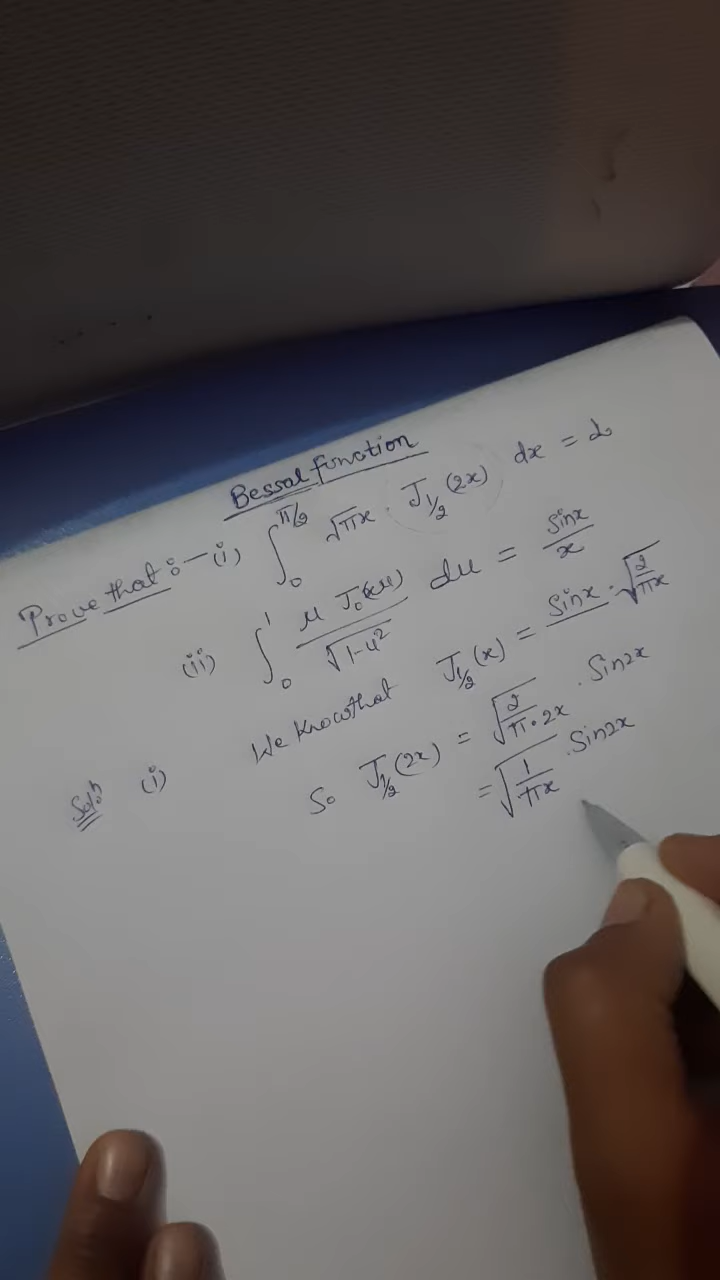 Bessal function
Prove that :- (i) ∫₀^{π/2} √πx · J_{1/2}(2x) dx = 1
(ii) ∫₀¹ u J₀(xu) / √1-u² du = sinx / x
Solⁿ (i) We know that J_{1/2}(x) = sinx · √2/πx
So J_{1/2}(2x) = √2/π·2x · Sin2x
= √1/πx · Sin2x